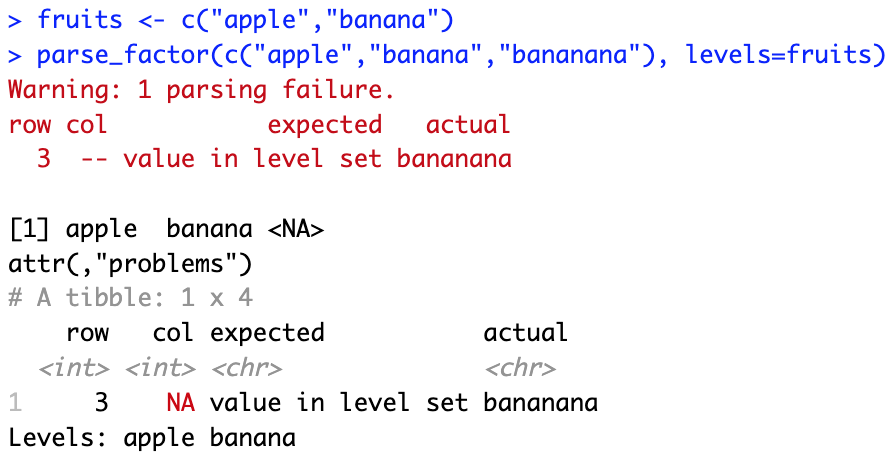 > fruits <- c("apple","banana")
> parse_factor(c("apple","banana","bananana"), levels=fruits)
Warning: 1 parsing failure.
row col           expected   actual
  3  -- value in level set bananana

[1] apple  banana <NA>
attr(,"problems")
# A tibble: 1 x 4
    row   col expected           actual
  <int> <int> <chr>              <chr>
1     3    NA value in level set bananana
Levels: apple banana